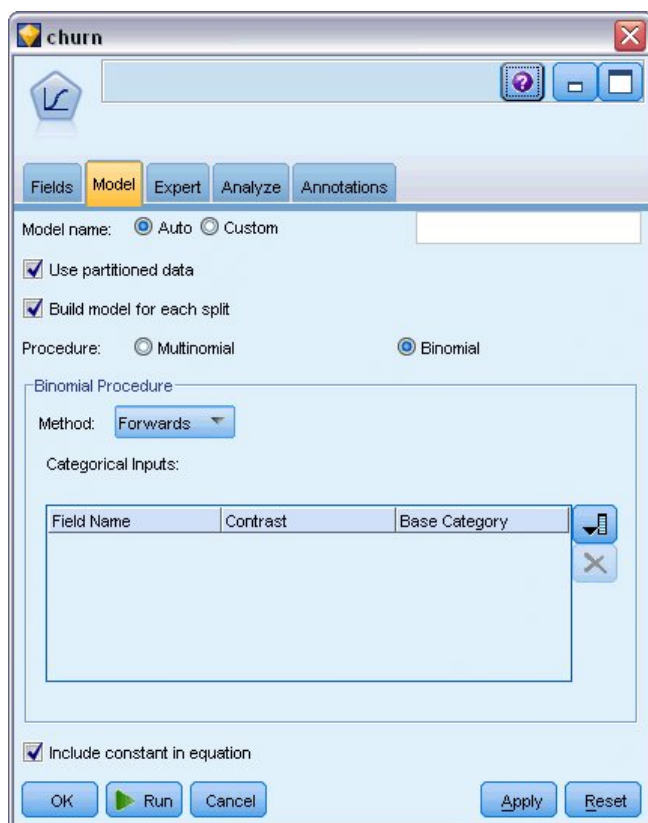 churn
Fields Model Expert Analyze Annotations
Model name: Auto Custom
Use partitioned data
Build model for each split
Procedure: Multinomial Binomial
Binomial Procedure
Method: Forwards
Categorical Inputs:
Field Name Contrast Base Category
Include constant in equation
OK Run Cancel Apply Reset